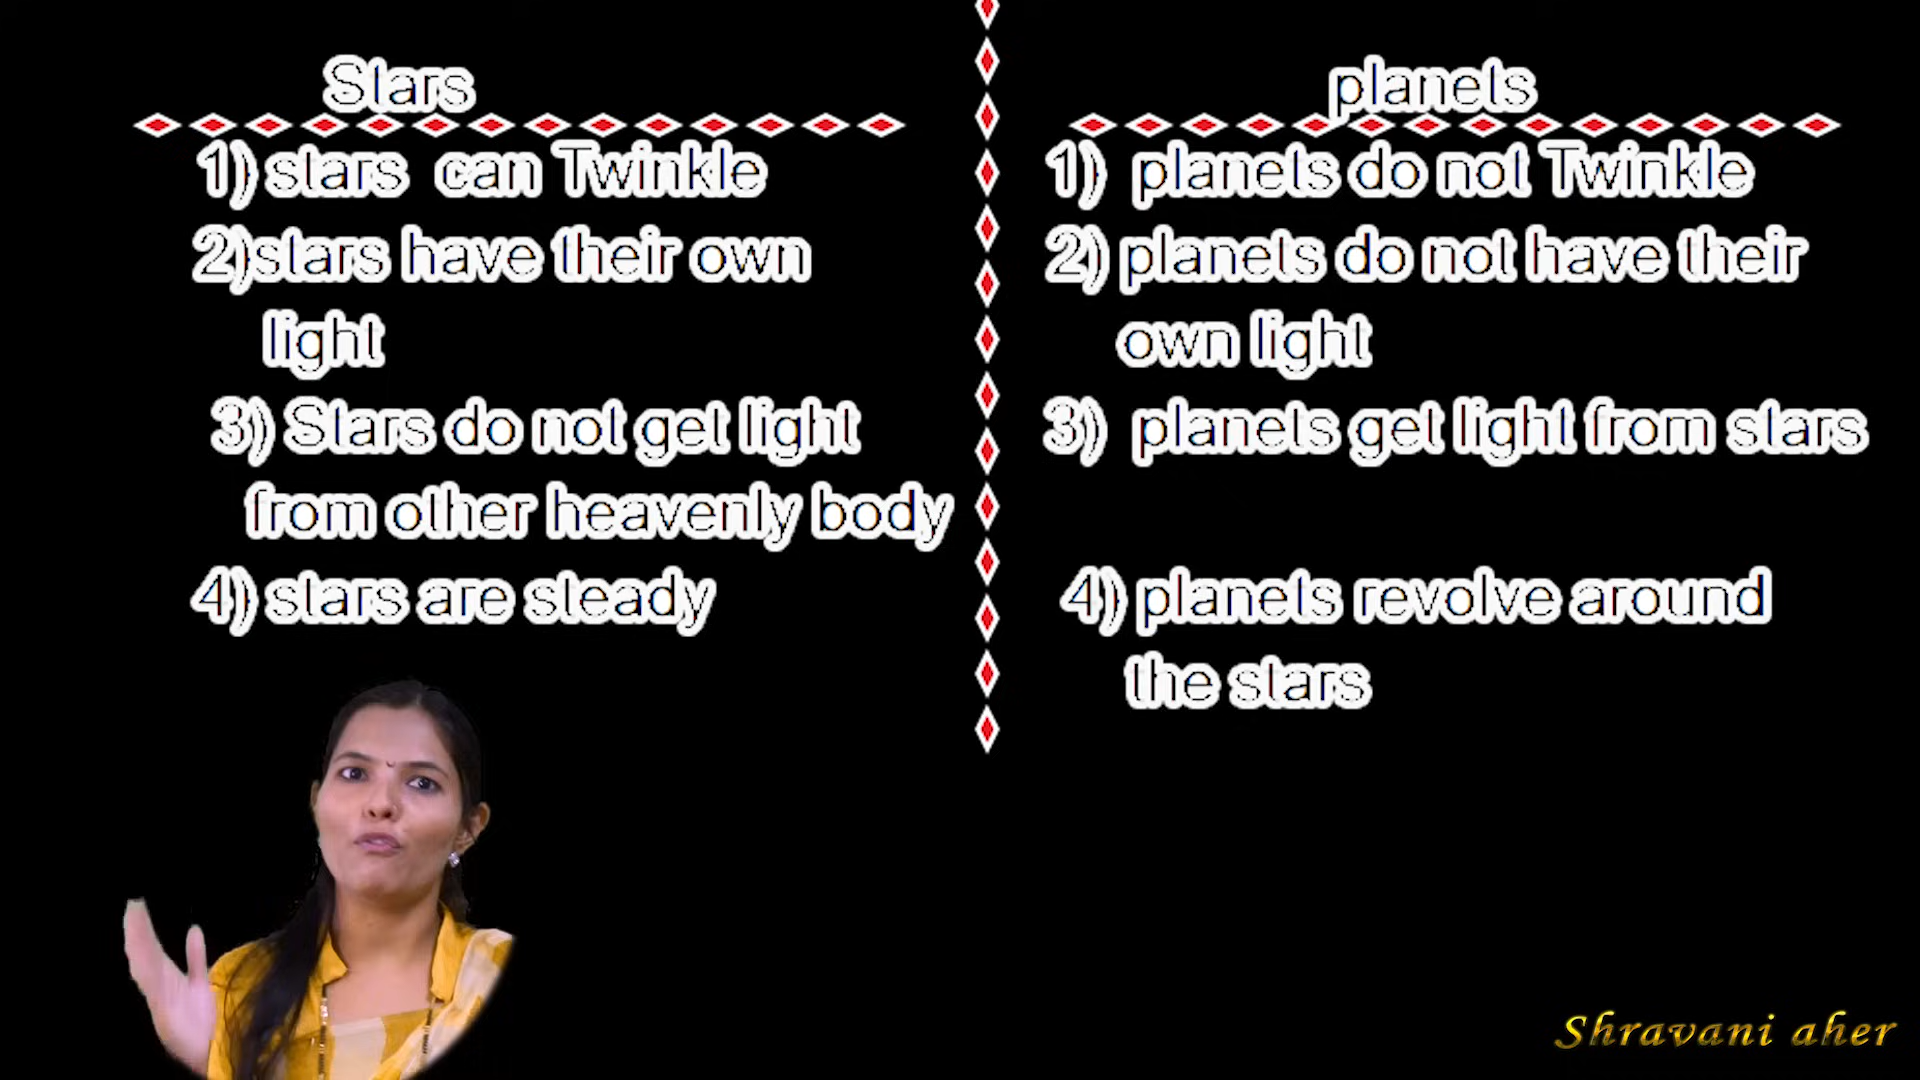 Stars
1) stars can Twinkle
2)stars have their own
light
3) Stars do not get light
from other heavenly body
4) stars are steady
planets
1) planets do not Twinkle
2) planets do not have their
own light
3) planets get light from stars
4) planets revolve around
the stars
Shravani aher